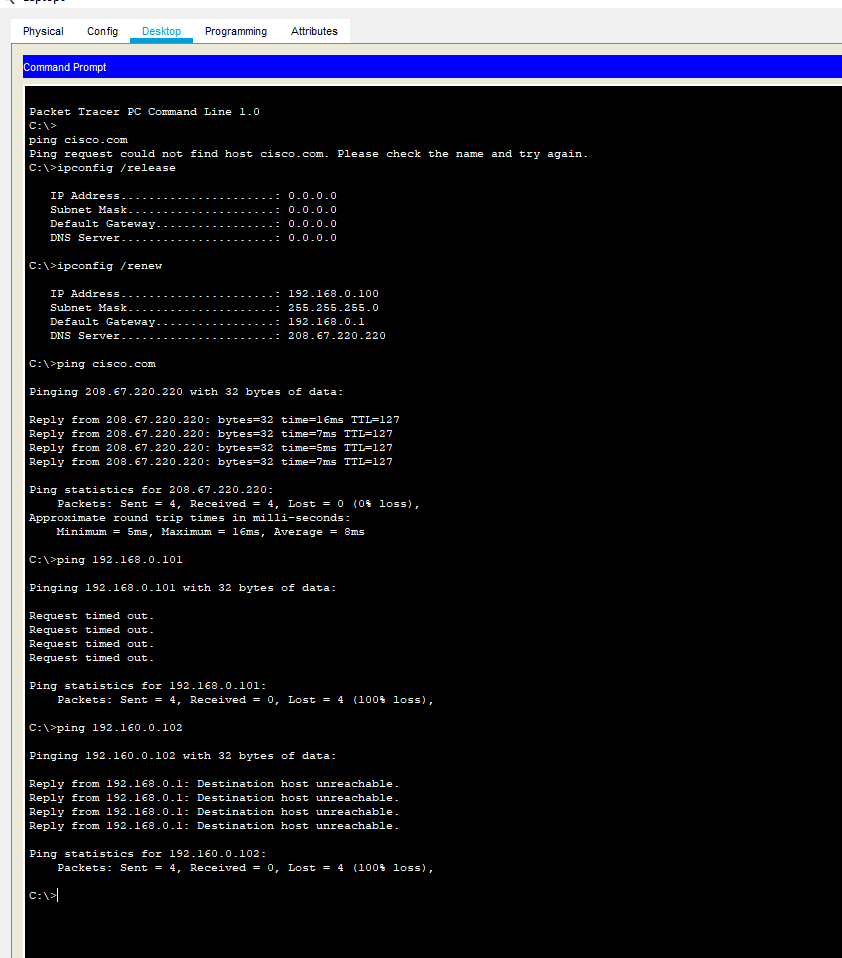 Physical Config Desktop Programming Attributes
Command Prompt
Packet Tracer PC Command Line 1.0
C:\>
ping cisco.com
Ping request could not find host cisco.com. Please check the name and try again.
C:\>ipconfig /release
IP Address......................: 0.0.0.0
Subnet Mask.....................: 0.0.0.0
Default Gateway.................: 0.0.0.0
DNS Server......................: 0.0.0.0
C:\>ipconfig /renew
IP Address......................: 192.168.0.100
Subnet Mask.....................: 255.255.255.0
Default Gateway.................: 192.168.0.1
DNS Server......................: 208.67.220.220
C:\>ping cisco.com
Pinging 208.67.220.220 with 32 bytes of data:
Reply from 208.67.220.220: bytes=32 time=16ms TTL=127
Reply from 208.67.220.220: bytes=32 time=7ms TTL=127
Reply from 208.67.220.220: bytes=32 time=5ms TTL=127
Reply from 208.67.220.220: bytes=32 time=7ms TTL=127
Ping statistics for 208.67.220.220:
Packets: Sent = 4, Received = 4, Lost = 0 (0% loss),
Approximate round trip times in milli-seconds:
Minimum = 5ms, Maximum = 16ms, Average = 8ms
C:\>ping 192.168.0.101
Pinging 192.168.0.101 with 32 bytes of data:
Request timed out.
Request timed out.
Request timed out.
Request timed out.
Ping statistics for 192.168.0.101:
Packets: Sent = 4, Received = 0, Lost = 4 (100% loss),
C:\>ping 192.160.0.102
Pinging 192.160.0.102 with 32 bytes of data:
Reply from 192.168.0.1: Destination host unreachable.
Reply from 192.168.0.1: Destination host unreachable.
Reply from 192.168.0.1: Destination host unreachable.
Reply from 192.168.0.1: Destination host unreachable.
Ping statistics for 192.160.0.102:
Packets: Sent = 4, Received = 0, Lost = 4 (100% loss),
C:\>